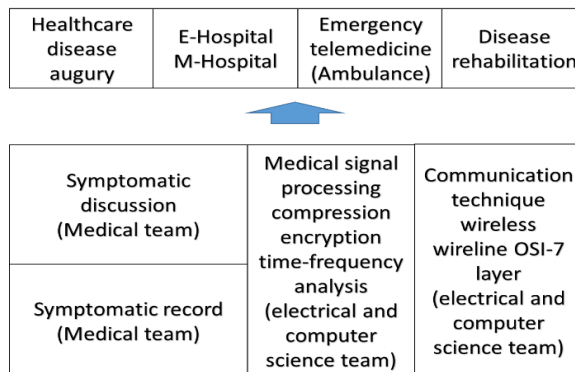 Healthcare
disease
augury
E-Hospital
M-Hospital
Emergency
telemedicine
(Ambulance)
Disease
rehabilitation
Symptomatic
discussion
(Medical team)
Symptomatic record
(Medical team)
Medical signal
processing
compression
encryption
time-frequency
analysis
(electrical and
computer
science team)
Communication
technique
wireless
wireline OSI-7
layer
(electrical and
computer
science team)